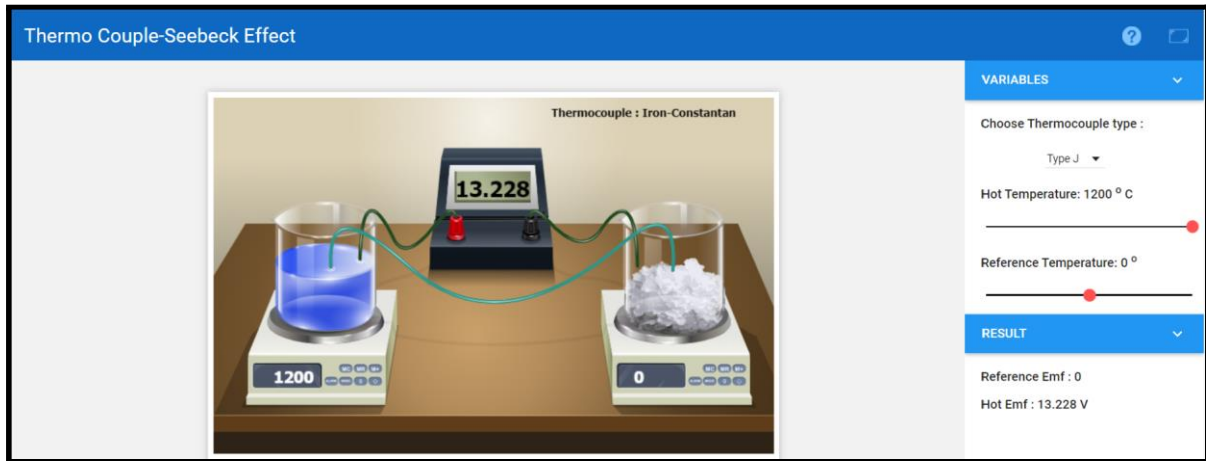 Thermo Couple-Seebeck Effect
?
VARIABLES
Thermocouple : Iron-Constantan
Choose Thermocouple type :
Type J
13.228
Hot Temperature: 1200 ° C
Reference Temperature: 0 °
RESULT
1200
0
Reference Emf : 0
Hot Emf : 13.228 V